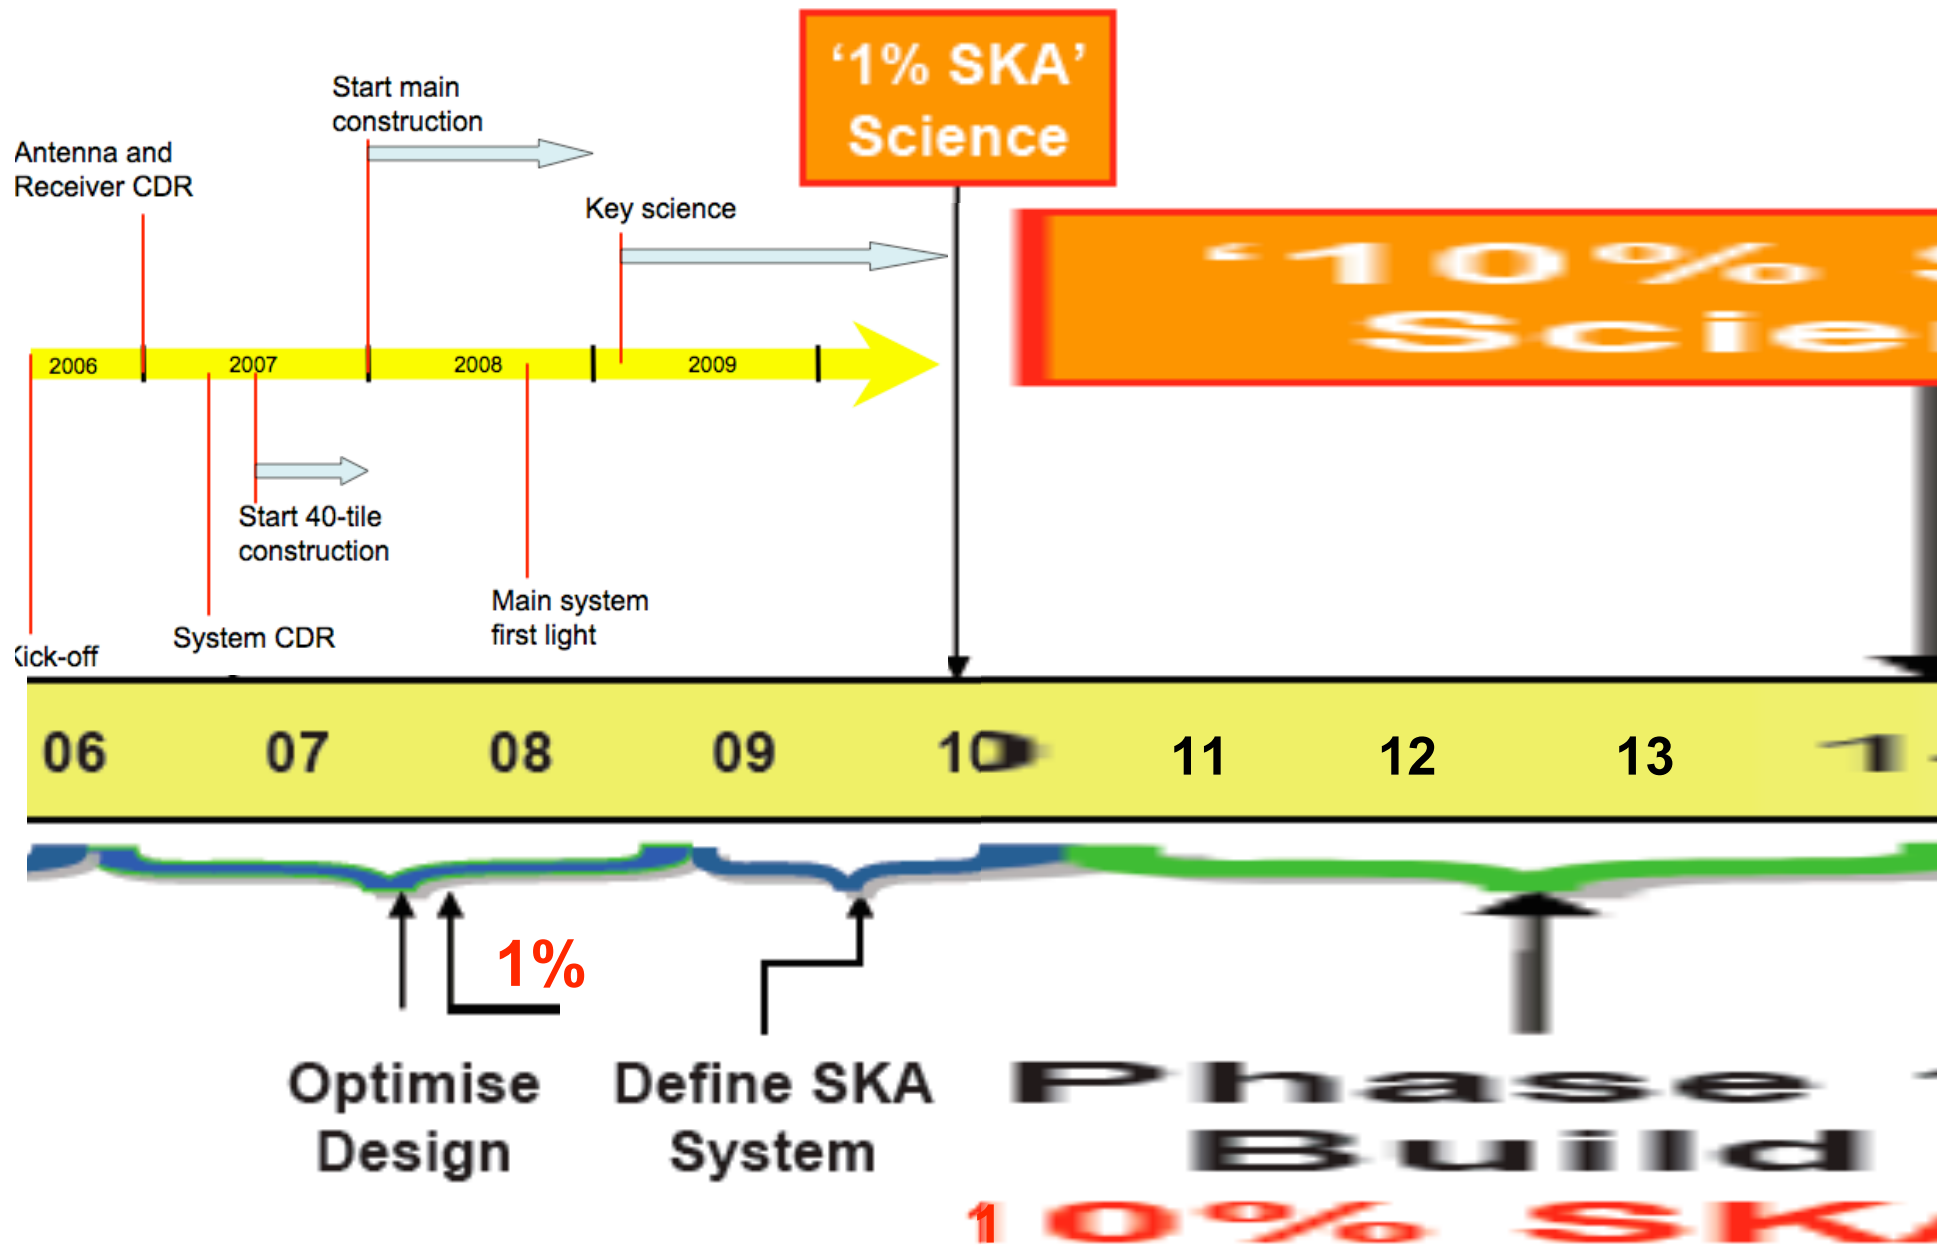 ‘1% SKA’
Science
Start main
construction
Antenna and
Receiver CDR
Key science
‘10%
2006
2007
2008
2009
Start 40-tile
construction
Main system
first light
System CDR
Kick-off
06
07
08
09
10
11
12
13
1%
Optimise
Design
Define SKA
System
Phase
Build
10% SKA